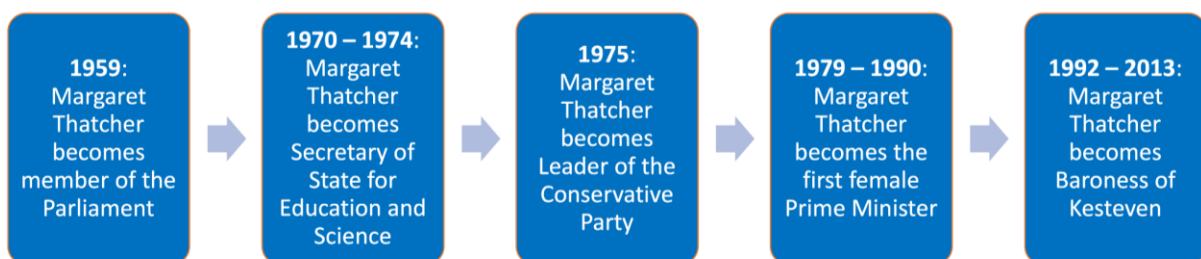 1959:
Margaret
Thatcher
becomes
member of the
Parliament
1970 – 1974:
Margaret
Thatcher
becomes
Secretary of
State for
Education and
Science
1975:
Margaret
Thatcher
becomes
Leader of the
Conservative
Party
1979 – 1990:
Margaret
Thatcher
becomes the
first female
Prime Minister
1992 – 2013:
Margaret
Thatcher
becomes
Baroness of
Kesteven